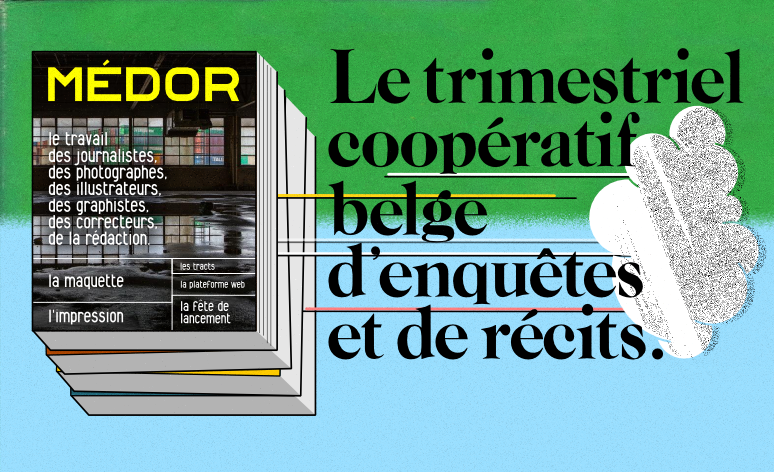 MÉDOR
le travail
des journalistes,
des photographes,
des illustrateurs,
des graphistes,
des correcteurs,
de la rédaction,
la maquette
l'impression
les tracts
la plateforme web
la fête de
lancement
Le trimestriel
coopératif
belge
d'enquêtes
et de récits.